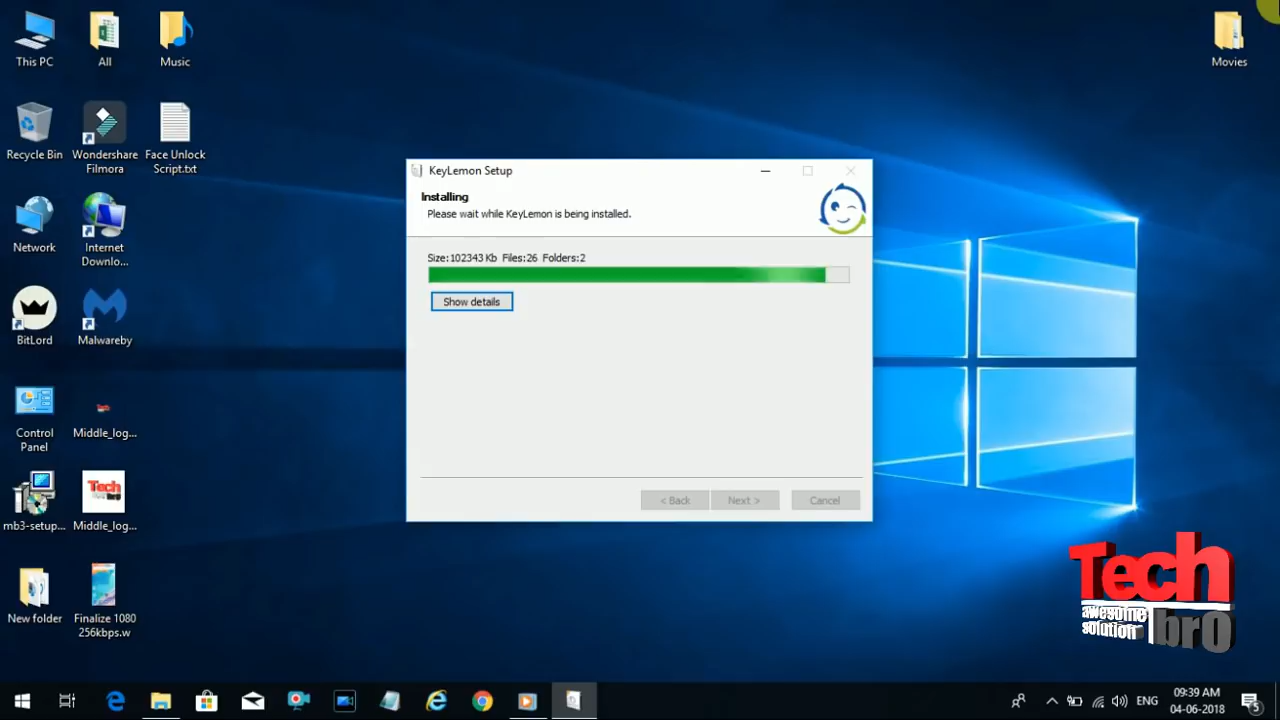 This PC
All
Music
Movies
Recycle Bin
Wondershare
Filmora
Face Unlock
Script.txt
Network
Internet
Downlo...
BitLord
Malwareby
Control
Panel
Middle_log...
mb3-setup...
Middle_log...
New folder
Finalize 1080
256kbps.w
KeyLemon Setup
Installing
Please wait while KeyLemon is being installed.
Size:102343 Kb Files:26 Folders:2
Show details
< Back
Next >
Cancel
Tech
bro
Tech
awesome
solution
bro
ENG
09:39 AM
04-06-2018
5